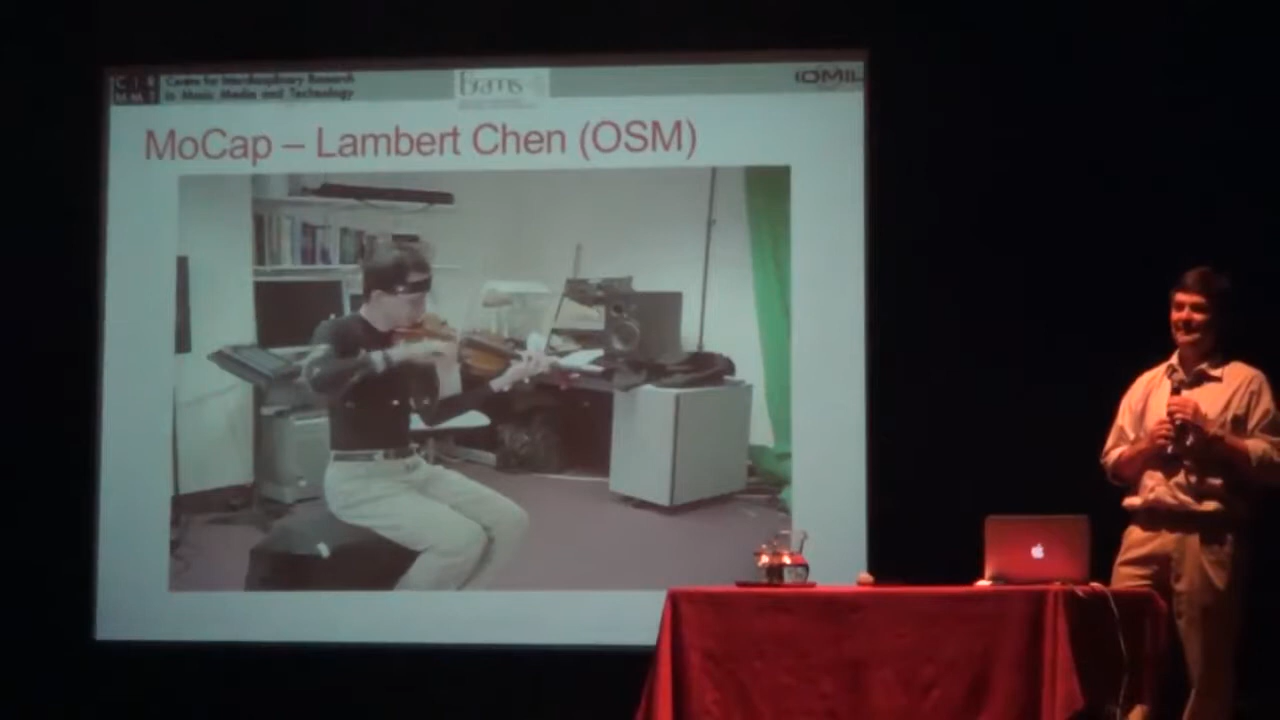 C I R
M M T
Centre for Interdisciplinary Research
in Music Media and Technology
Brams
IDMIL
MoCap – Lambert Chen (OSM)